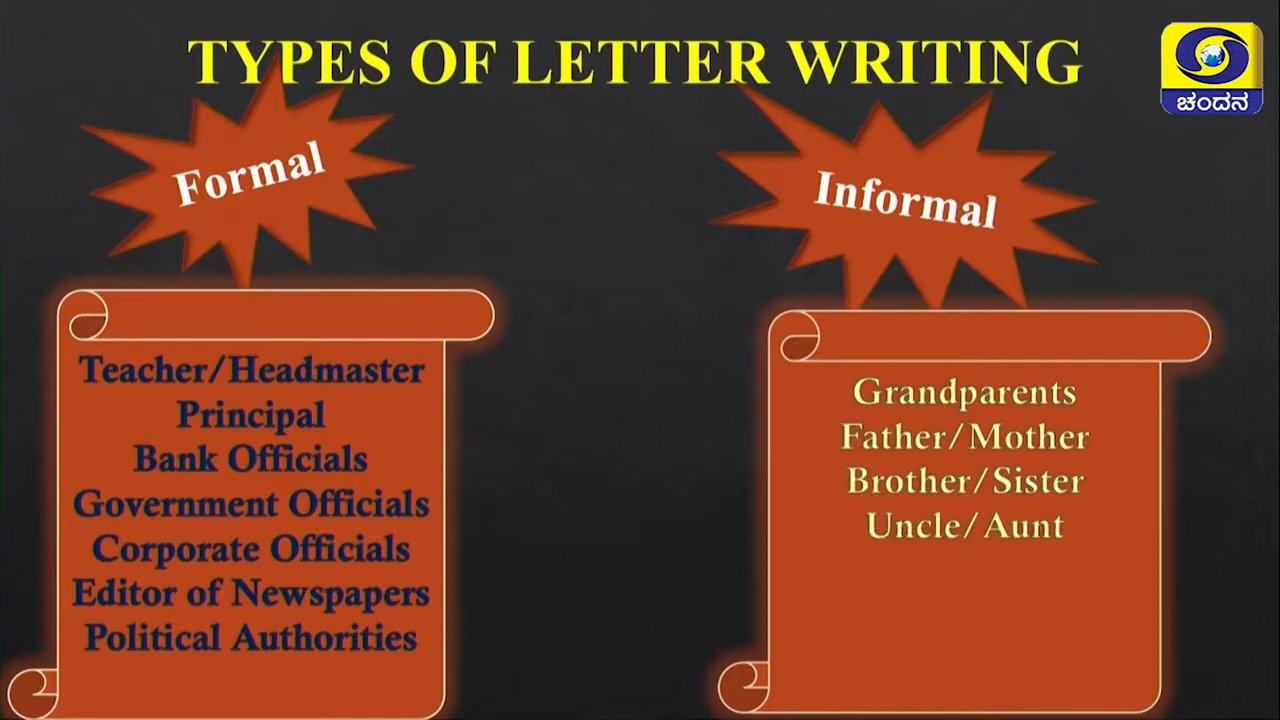 TYPES OF LETTER WRITING
ಚಂದನ
Formal
Informal
Teacher/Headmaster
Principal
Bank Officials
Government Officials
Corporate Officials
Editor of Newspapers
Political Authorities
Grandparents
Father/Mother
Brother/Sister
Uncle/Aunt